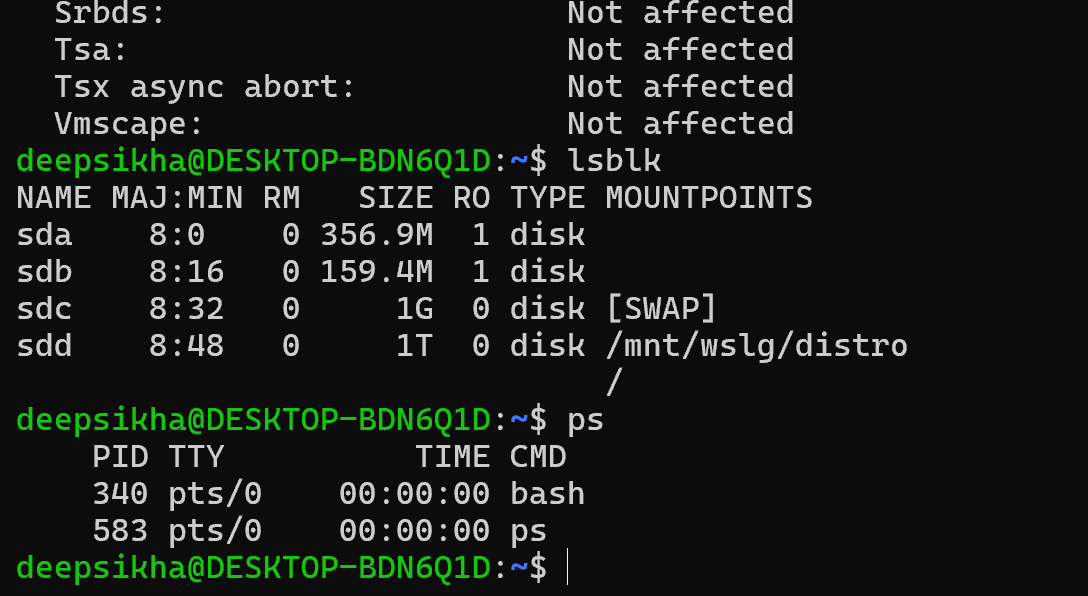 Srbds:                      Not affected
Tsa:                        Not affected
Tsx async abort:            Not affected
Vmscape:                    Not affected
deepsikha@DESKTOP-BDN6Q1D:~$ lsblk
NAME MAJ:MIN RM   SIZE RO TYPE MOUNTPOINTS
sda    8:0    0 356.9M  1 disk
sdb    8:16   0 159.4M  1 disk
sdc    8:32   0     1G  0 disk [SWAP]
sdd    8:48   0     1T  0 disk /mnt/wslg/distro
                               /
deepsikha@DESKTOP-BDN6Q1D:~$ ps
    PID TTY          TIME CMD
    340 pts/0    00:00:00 bash
    583 pts/0    00:00:00 ps
deepsikha@DESKTOP-BDN6Q1D:~$